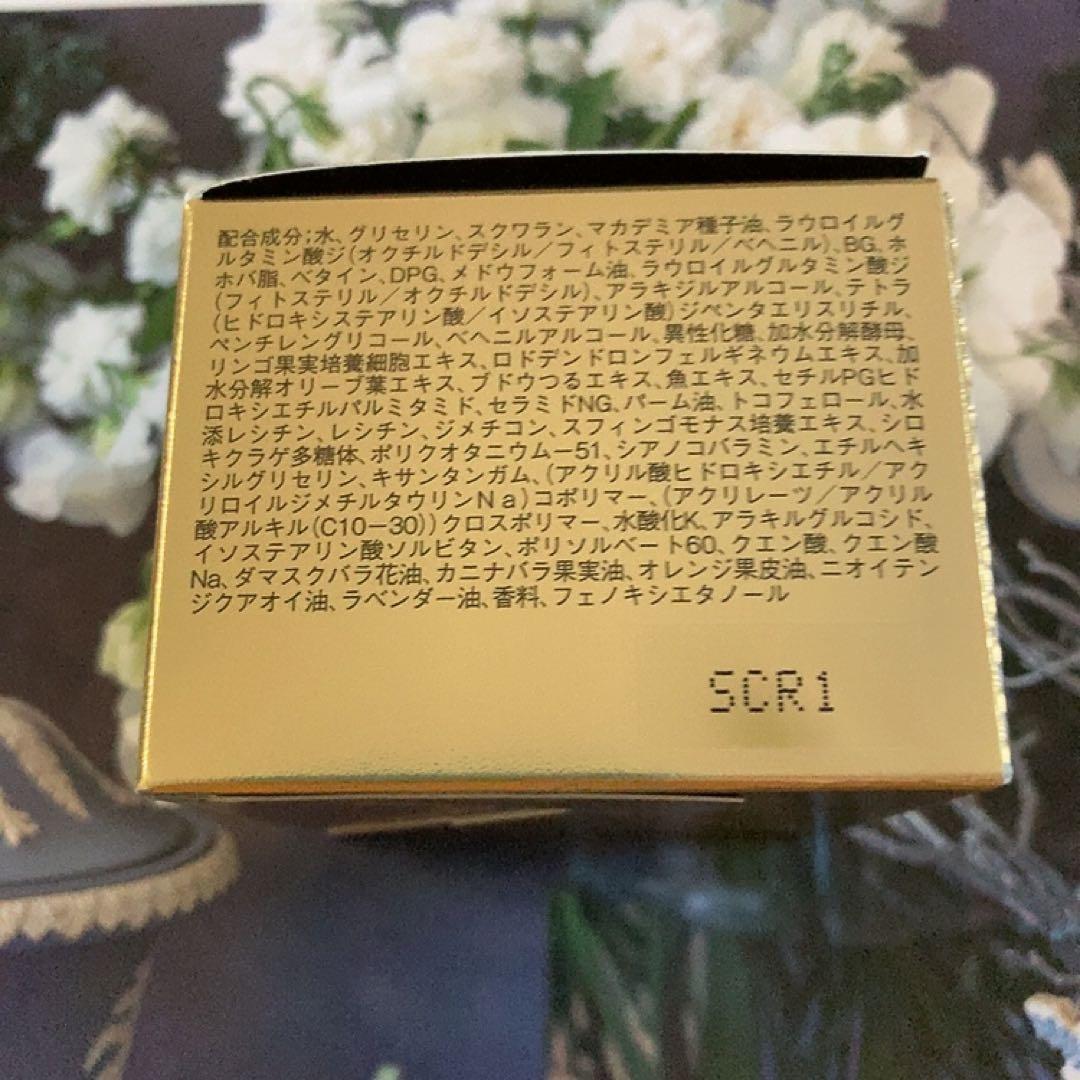 配合成分;水、グリセリン、スクワラン、マカデミア種子油、ラウロイルグ
ルタミン酸ジ(オクチルドデシル/フィトステリル/ベヘニル)、BG、ホ
ホバ脂、ベタイン、DPG、メドウフォーム油、ラウロイルグルタミン酸ジ
(フィトステリル/オクチルドデシル)、アラキジルアルコール、テトラ
(ヒドロキシステアリン酸/イソステアリン酸)ジペンタエリスリチル、
ペンチレングリコール、ベヘニルアルコール、異性化糖、加水分解酵母、
リンゴ果実培養細胞エキス、ロドデンドロンフェルギネウムエキス、加
水分解オリーブ葉エキス、ブドウつるエキス、魚エキス、セチルPGヒド
ロキシエチルパルミタミド、セラミドNG、パーム油、トコフェロール、水
添レシチン、レシチン、ジメチコン、スフィンゴモナス培養エキス、シロ
キクラゲ多糖体、ポリクオタニウム-51、シアノコバラミン、エチルヘキ
シルグリセリン、キサンタンガム、(アクリル酸ヒドロキシエチル/アク
リロイルジメチルタウリンNa)コポリマー、(アクリレーツ/アクリル
酸アルキル(C10-30))クロスポリマー、水酸化K、アラキルグルコシド、
イソステアリン酸ソルビタン、ポリソルベート60、クエン酸、クエン酸
Na、ダマスクバラ花油、カニナバラ果実油、オレンジ果皮油、ニオイテン
ジクアオイ油、ラベンダー油、香料、フェノキシエタノール
SCR1